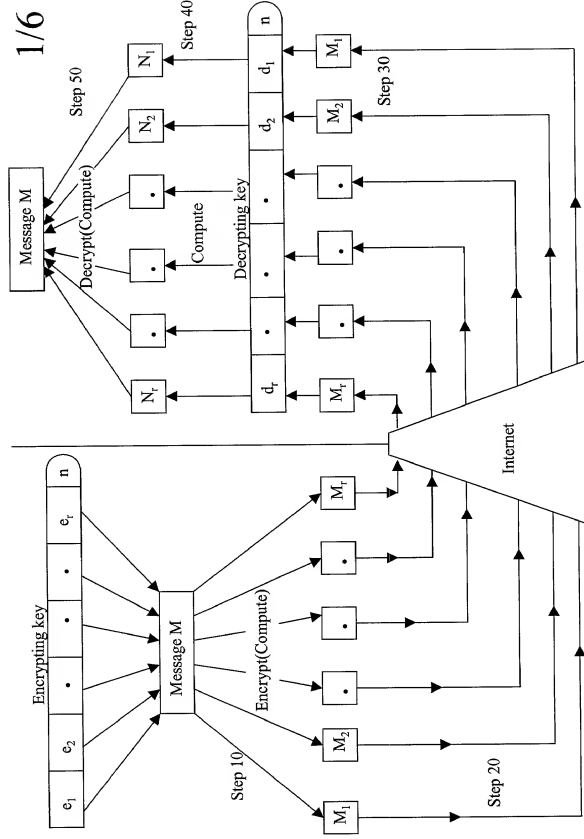 1/6
Encrypting key
e1 e2 . . . er n
Message M
Step 10
Encrypt(Compute)
M1 M2 . . . Mr
Step 20
Internet
Message M
Step 50
Decrypt(Compute)
Nr . . . N2 N1
Compute
Step 40
Decrypting key
dr . . . d2 d1 n
Mr . . . M2 M1
Step 30